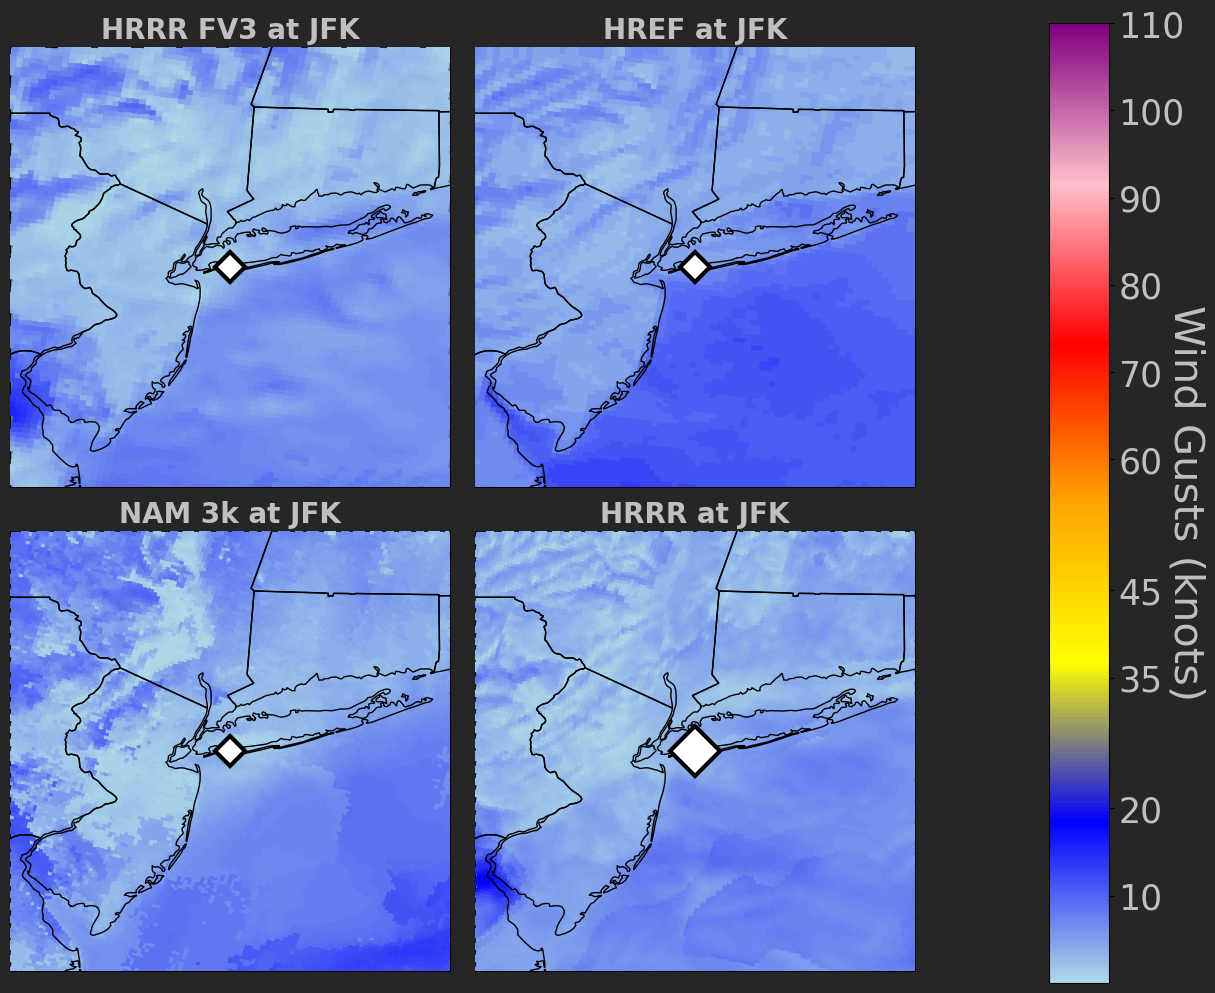 HRRR FV3 at JFK
HREF at JFK
NAM 3k at JFK
HRRR at JFK
110
100
90
80
70
60
45
35
20
10
Wind Gusts (knots)